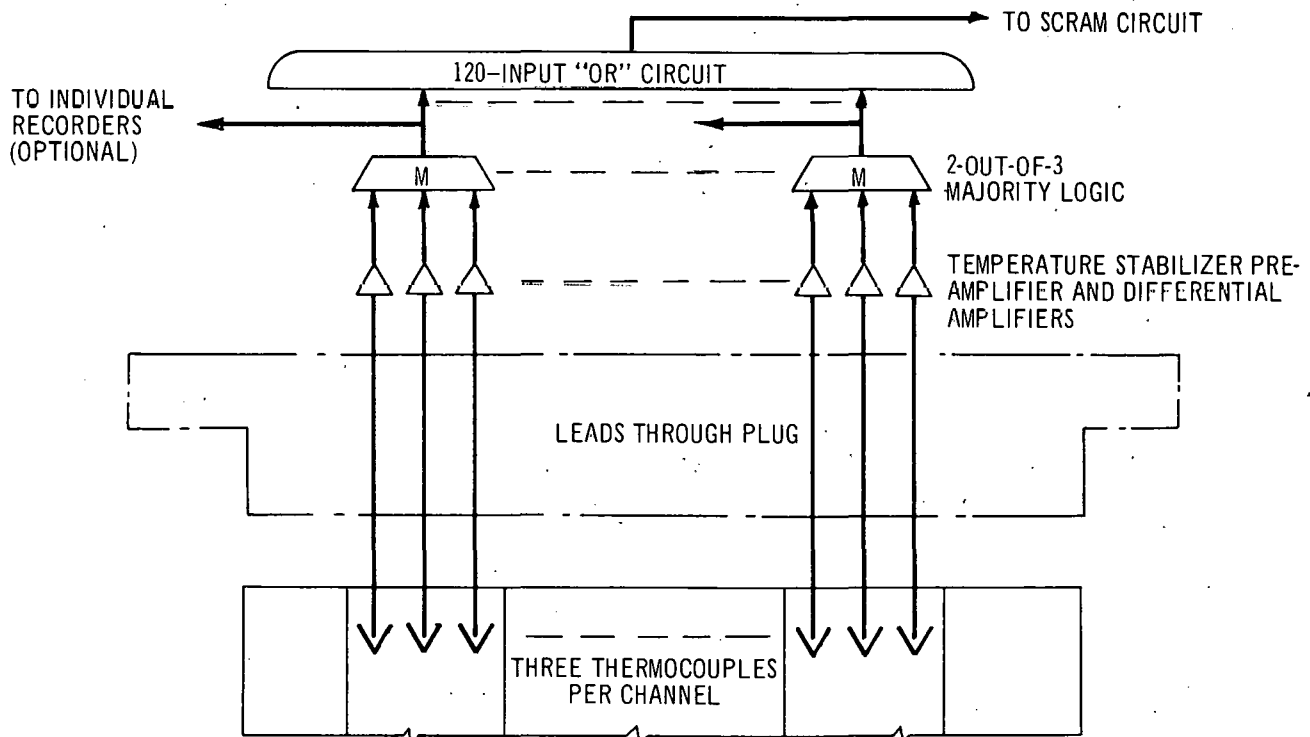 TO SCRAM CIRCUIT
120-INPUT "OR" CIRCUIT
TO INDIVIDUAL
RECORDERS
(OPTIONAL)
M
M
2-OUT-OF-3
MAJORITY LOGIC
TEMPERATURE STABILIZER PRE-
AMPLIFIER AND DIFFERENTIAL
AMPLIFIERS
LEADS THROUGH PLUG
THREE THERMOCOUPLES
PER CHANNEL